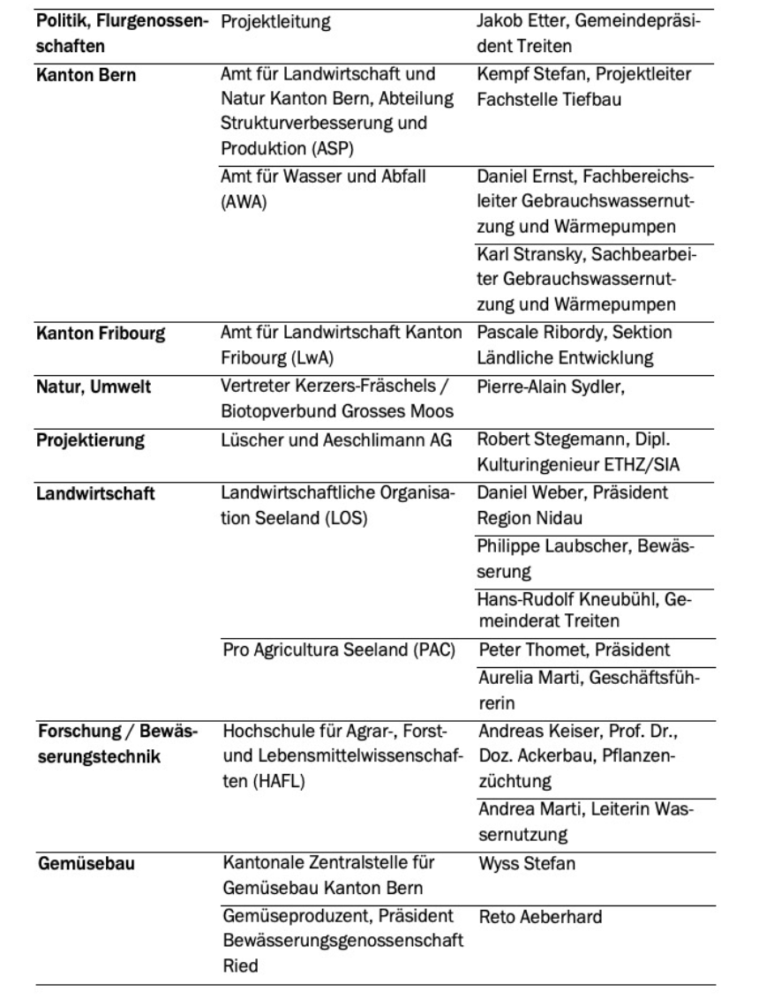 Politik, Flurgenossen- Projektleitung Jakob Etter, Gemeindepräsi-
schaften dent Treiten
Kanton Bern Amt für Landwirtschaft und Kempf Stefan, Projektleiter
Natur Kanton Bern, Abteilung Fachstelle Tiefbau
Strukturverbesserung und
Produktion (ASP)
Amt für Wasser und Abfall Daniel Ernst, Fachbereichs-
(AWA) leiter Gebrauchswassernut-
zung und Wärmepumpen
Karl Stransky, Sachbearbei-
ter Gebrauchswassernut-
zung und Wärmepumpen
Kanton Fribourg Amt für Landwirtschaft Kanton Pascale Ribordy, Sektion
Fribourg (LwA) Ländliche Entwicklung
Natur, Umwelt Vertreter Kerzers-Fräschels / Pierre-Alain Sydler,
Biotopverbund Grosses Moos
Projektierung Lüscher und Aeschlimann AG Robert Stegemann, Dipl.
Kulturingenieur ETHZ/SIA
Landwirtschaft Landwirtschaftliche Organisa- Daniel Weber, Präsident
tion Seeland (LOS) Region Nidau
Philippe Laubscher, Bewäs-
serung
Hans-Rudolf Kneubühl, Ge-
meinderat Treiten
Pro Agricultura Seeland (PAC) Peter Thomet, Präsident
Aurelia Marti, Geschäftsfüh-
rerin
Forschung / Bewäs- Hochschule für Agrar-, Forst- Andreas Keiser, Prof. Dr.,
serungstechnik und Lebensmittelwissenschaf- Doz. Ackerbau, Pflanzen-
ten (HAFL) züchtung
Andrea Marti, Leiterin Was-
sernutzung
Gemüsebau Kantonale Zentralstelle für Wyss Stefan
Gemüsebau Kanton Bern
Gemüseproduzent, Präsident Reto Aeberhard
Bewässerungsgenossenschaft
Ried